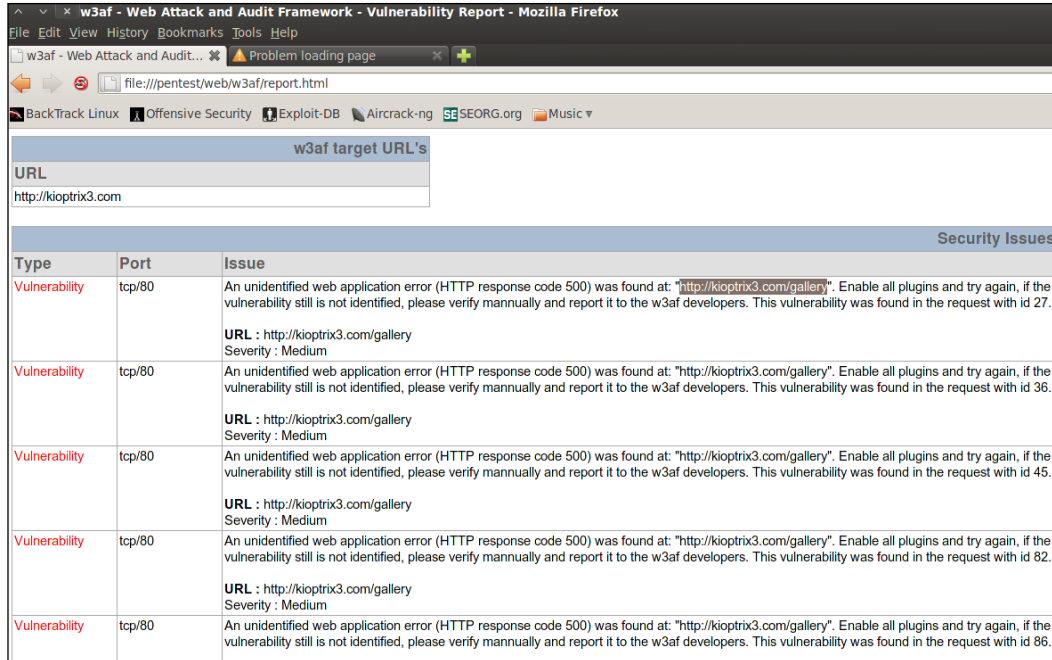 w3af - Web Attack and Audit Framework - Vulnerability Report - Mozilla Firefox
File Edit View History Bookmarks Tools Help
w3af - Web Attack and Audit... Problem loading page
file:///pentest/web/w3af/report.html
BackTrack Linux Offensive Security Exploit-DB Aircrack-ng SE SEORG.org Music
w3af target URL's
URL
http://kioptrix3.com
Security Issues
Type Port Issue
Vulnerability tcp/80 An unidentified web application error (HTTP response code 500) was found at: "http://kioptrix3.com/gallery". Enable all plugins and try again, if the
vulnerability still is not identified, please verify mannually and report it to the w3af developers. This vulnerability was found in the request with id 27.
URL : http://kioptrix3.com/gallery
Severity : Medium
Vulnerability tcp/80 An unidentified web application error (HTTP response code 500) was found at: "http://kioptrix3.com/gallery". Enable all plugins and try again, if the
vulnerability still is not identified, please verify mannually and report it to the w3af developers. This vulnerability was found in the request with id 36.
URL : http://kioptrix3.com/gallery
Severity : Medium
Vulnerability tcp/80 An unidentified web application error (HTTP response code 500) was found at: "http://kioptrix3.com/gallery". Enable all plugins and try again, if the
vulnerability still is not identified, please verify mannually and report it to the w3af developers. This vulnerability was found in the request with id 45.
URL : http://kioptrix3.com/gallery
Severity : Medium
Vulnerability tcp/80 An unidentified web application error (HTTP response code 500) was found at: "http://kioptrix3.com/gallery". Enable all plugins and try again, if the
vulnerability still is not identified, please verify mannually and report it to the w3af developers. This vulnerability was found in the request with id 82.
URL : http://kioptrix3.com/gallery
Severity : Medium
Vulnerability tcp/80 An unidentified web application error (HTTP response code 500) was found at: "http://kioptrix3.com/gallery". Enable all plugins and try again, if the
vulnerability still is not identified, please verify mannually and report it to the w3af developers. This vulnerability was found in the request with id 86.